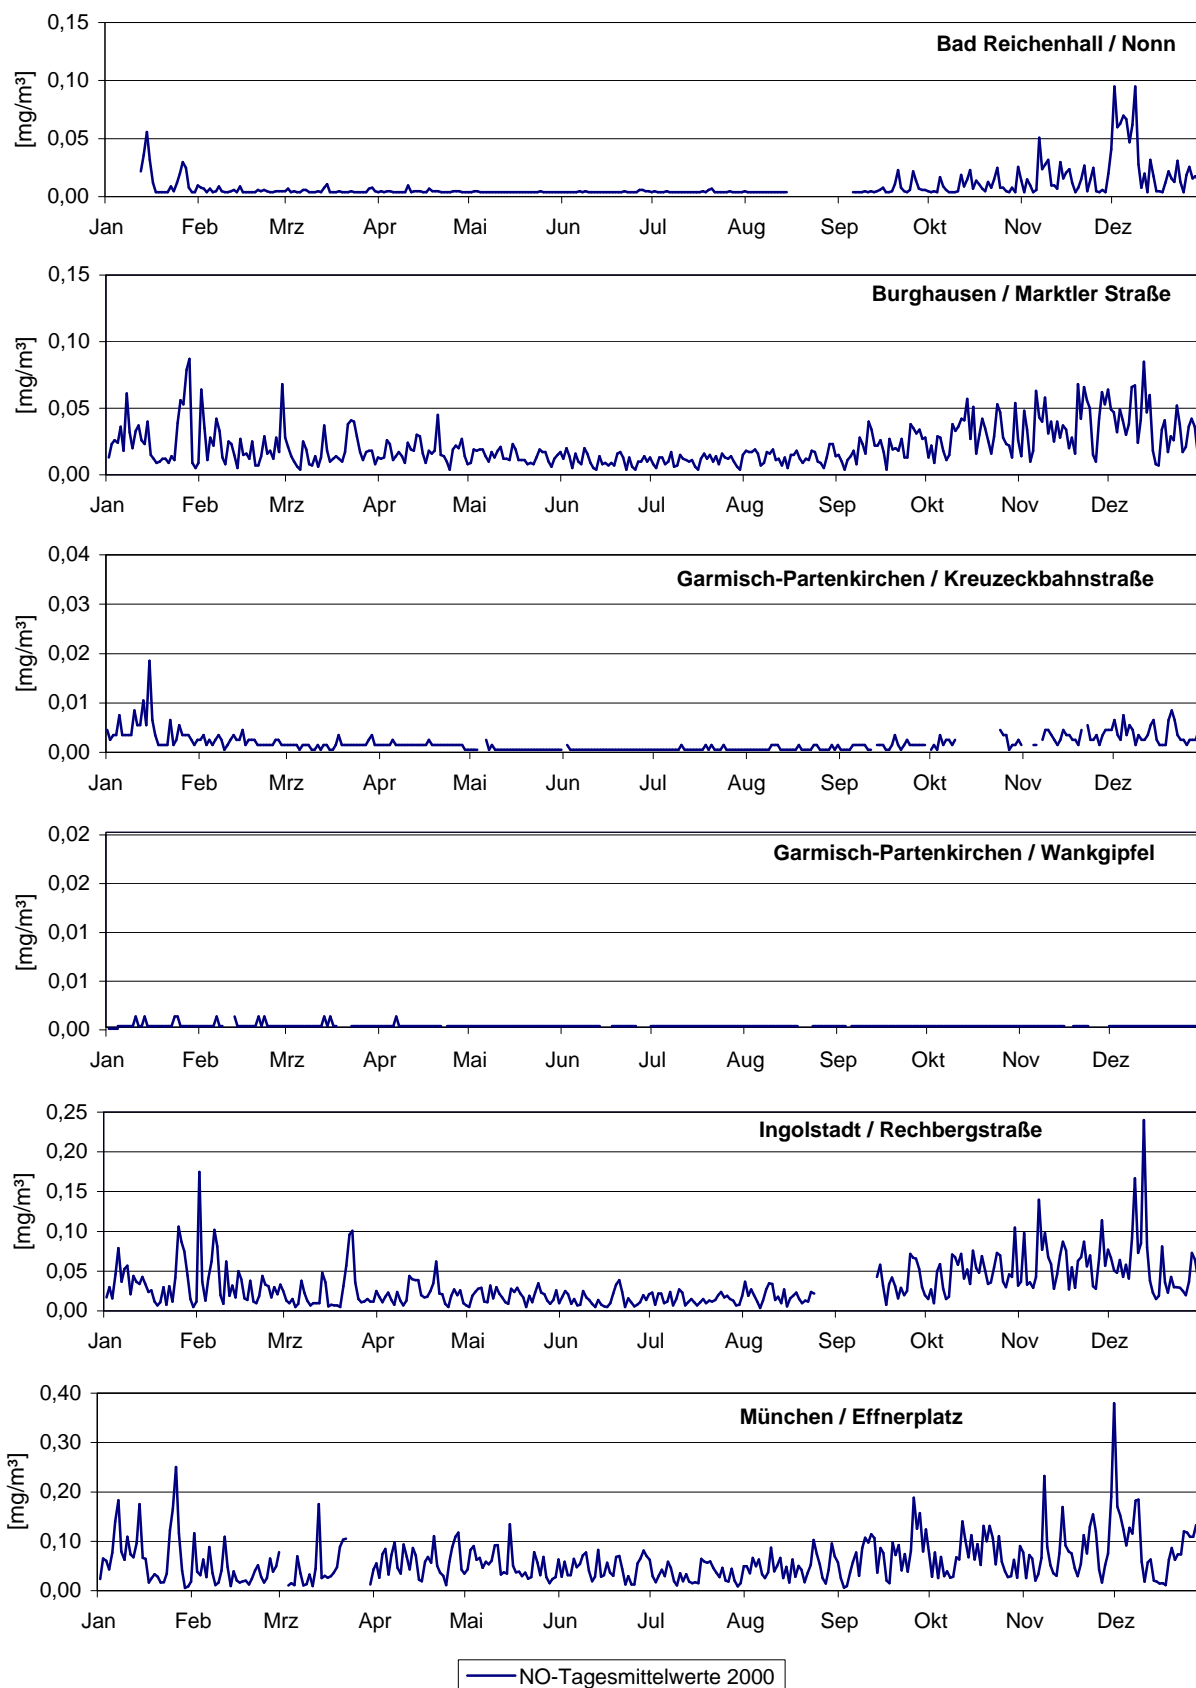 0,15
Bad Reichenhall / Nonn
0,10
0,05
0,00
[mg/m³]
Jan Feb Mrz Apr Mai Jun Jul Aug Sep Okt Nov Dez
0,15
Burghausen / Marktler Straße
0,10
0,05
0,00
[mg/m³]
Jan Feb Mrz Apr Mai Jun Jul Aug Sep Okt Nov Dez
0,04
Garmisch-Partenkirchen / Kreuzeckbahnstraße
0,03
0,02
0,01
0,00
[mg/m³]
Jan Feb Mrz Apr Mai Jun Jul Aug Sep Okt Nov Dez
0,02
Garmisch-Partenkirchen / Wankgipfel
0,02
0,01
0,01
0,00
[mg/m³]
Jan Feb Mrz Apr Mai Jun Jul Aug Sep Okt Nov Dez
0,25
Ingolstadt / Rechbergstraße
0,20
0,15
0,10
0,05
0,00
[mg/m³]
Jan Feb Mrz Apr Mai Jun Jul Aug Sep Okt Nov Dez
0,40
München / Effnerplatz
0,30
0,20
0,10
0,00
[mg/m³]
Jan Feb Mrz Apr Mai Jun Jul Aug Sep Okt Nov Dez
NO-Tagesmittelwerte 2000